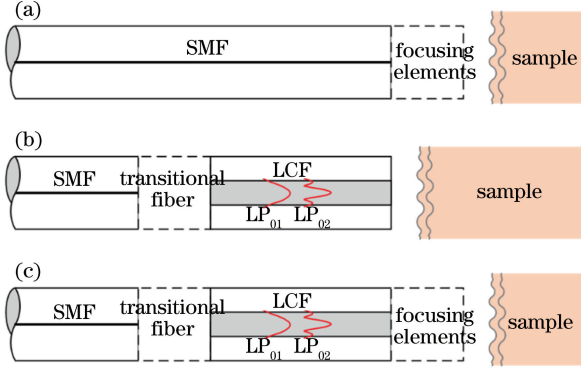 (a)
SMF
focusing
elements
sample
(b)
SMF
transitional
fiber
LCF
LP01 LP02
sample
(c)
SMF
transitional
fiber
LCF
LP01 LP02
focusing
elements
sample